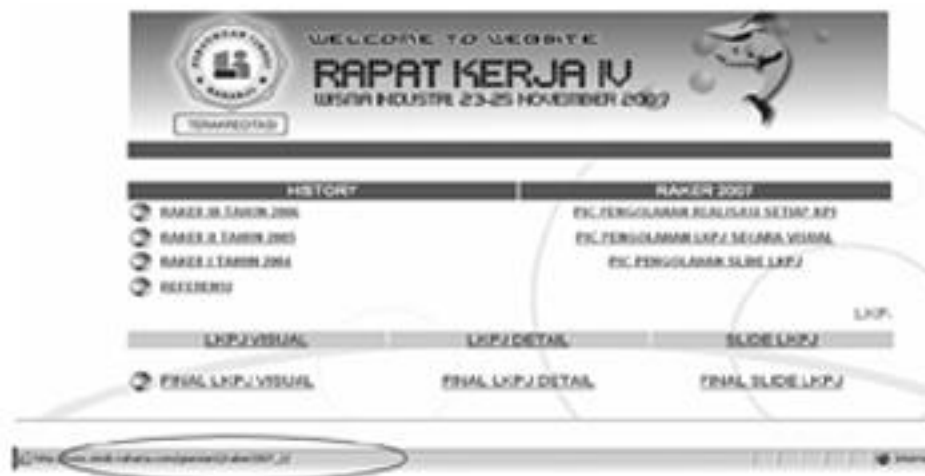 WELCOME TO WEBSITE
RAPAT KERJA IV
WISMA INDUSTRI, 23-25 NOVEMBER 2007
PERGURUAN TINGGI
RAHARJA
TERAKREDITASI
HISTORY RAKER 2007
RAKER III TAHUN 2006 PIC PENGOLAHAN REALISASI SETIAP KPI
RAKER II TAHUN 2005 PIC PENGOLAHAN LKPJ SECARA VISUAL
RAKER I TAHUN 2004 PIC PENGOLAHAN SLIDE LKPJ
REFERENSI
LKPJ VISUAL LKPJ DETAIL SLIDE LKPJ
FINAL LKPJ VISUAL FINAL LKPJ DETAIL FINAL SLIDE LKPJ